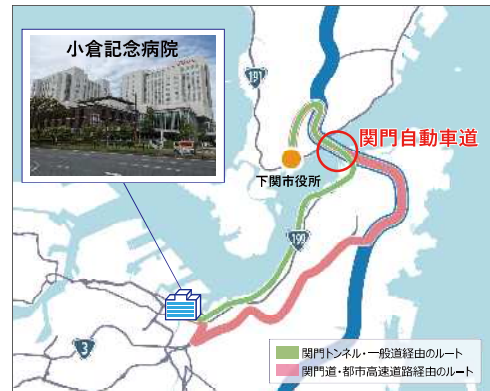 小倉記念病院
191
関門自動車道
下関市役所
199
3
関門トンネル・一般道経由のルート
関門道・都市高速道路経由のルート